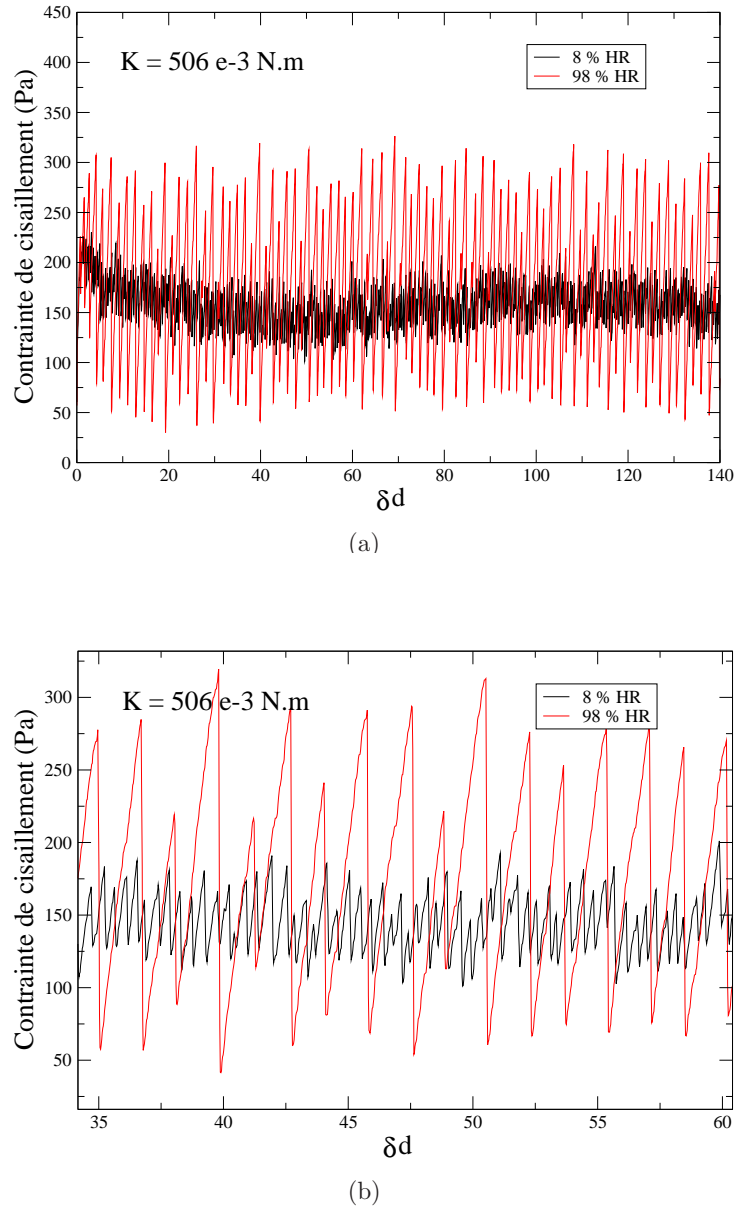 450
400
350
300
250
200
150
100
50
0
Contrainte de cisaillement (Pa)
K = 506 e-3 N.m
8 % HR
98 % HR
0 20 40 60 80 100 120 140
δd
(a)
300
250
200
150
100
50
Contrainte de cisaillement (Pa)
K = 506 e-3 N.m
8 % HR
98 % HR
35 40 45 50 55 60
δd
(b)